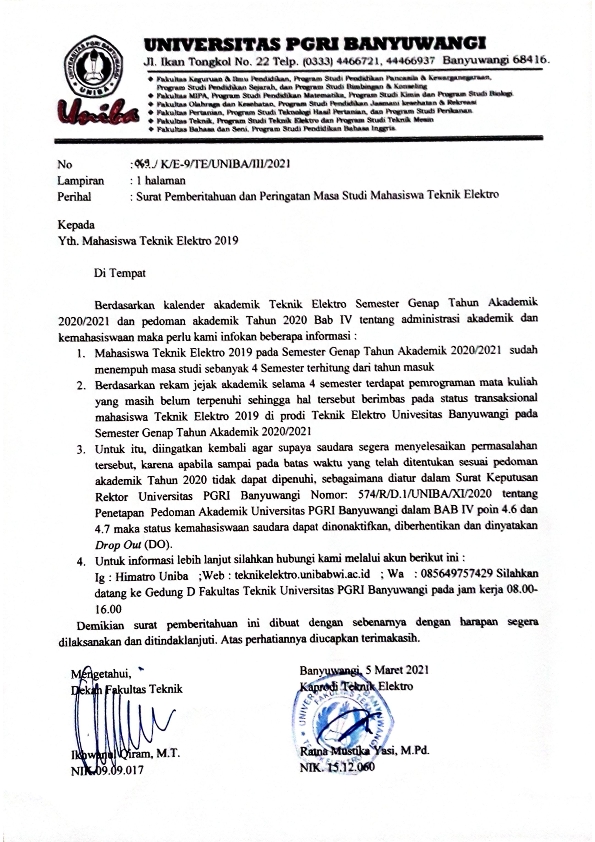 UNIVERSITAS PGRI BANYUWANGI
Jl. Ikan Tongkol No. 22 Telp. (0333) 4466721, 44466937 Banyuwangi 68416.
UNIVERSITAS PGRI BANYUWANGI
UNIBA
Uniba
Fakultas Keguruan & Ilmu Pendidikan, Program Studi Pendidikan Pancasila & Kewarganegaraan,
Program Studi Pendidikan Sejarah, dan Program Studi Bimbingan & Konseling
Fakultas MIPA, Program Studi Pendidikan Matematika, Program Studi Kimia dan Program Studi Biologi
Fakultas Olahraga dan Kesehatan, Program Studi Pendidikan Jasmani Kesehatan & Rekreasi
Fakultas Pertanian, Program Studi Teknologi Hasil Pertanian, dan Program Studi Perikanan
Fakultas Teknik, Program Studi Teknik Elektro dan Program Studi Teknik Mesin
Fakultas Bahasa dan Seni, Program Studi Pendidikan Bahasa Inggris
No : / K/E-9/TE/UNIBA/III/2021
Lampiran : 1 halaman
Perihal : Surat Pemberitahuan dan Peringatan Masa Studi Mahasiswa Teknik Elektro
Kepada
Yth. Mahasiswa Teknik Elektro 2019
Di Tempat
Berdasarkan kalender akademik Teknik Elektro Semester Genap Tahun Akademik
2020/2021 dan pedoman akademik Tahun 2020 Bab IV tentang administrasi akademik dan
kemahasiswaan maka perlu kami infokan beberapa informasi :
1. Mahasiswa Teknik Elektro 2019 pada Semester Genap Tahun Akademik 2020/2021 sudah
menempuh masa studi sebanyak 4 Semester terhitung dari tahun masuk
2. Berdasarkan rekam jejak akademik selama 4 semester terdapat pemrograman mata kuliah
yang masih belum terpenuhi sehingga hal tersebut berimbas pada status transaksional
mahasiswa Teknik Elektro 2019 di prodi Teknik Elektro Univesitas Banyuwangi pada
Semester Genap Tahun Akademik 2020/2021
3. Untuk itu, diingatkan kembali agar supaya saudara segera menyelesaikan permasalahan
tersebut, karena apabila sampai pada batas waktu yang telah ditentukan sesuai pedoman
akademik Tahun 2020 tidak dapat dipenuhi, sebagaimana diatur dalam Surat Keputusan
Rektor Universitas PGRI Banyuwangi Nomor: 574/R/D.1/UNIBA/XI/2020 tentang
Penetapan Pedoman Akademik Universitas PGRI Banyuwangi dalam BAB IV poin 4.6 dan
4.7 maka status kemahasiswaan saudara dapat dinonaktifkan, diberhentikan dan dinyatakan
Drop Out (DO).
4. Untuk informasi lebih lanjut silahkan hubungi kami melalui akun berikut ini :
Ig : Himatro Uniba ;Web : teknikelektro.unibabwi.ac.id ; Wa : 085649757429 Silahkan
datang ke Gedung D Fakultas Teknik Universitas PGRI Banyuwangi pada jam kerja 08.00-
16.00
Demikian surat pemberitahuan ini dibuat dengan sebenarnya dengan harapan segera
dilaksanakan dan ditindaklanjuti. Atas perhatiannya diucapkan terimakasih.
Mengetahui,
Dekan Fakultas Teknik
Ikhwanul Qiram, M.T.
NIK.09.09.017
Banyuwangi, 5 Maret 2021
Kaprodi Teknik Elektro
Ratna Mustika Yasi, M.Pd.
NIK. 15.12.060